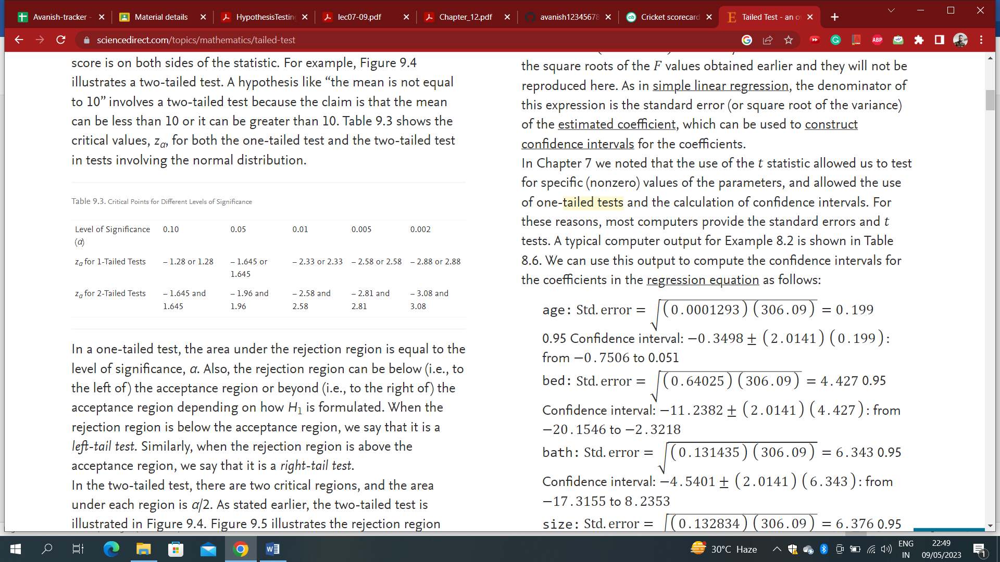 Avanish-tracker -
Material details
HypothesisTesting
lec07-09.pdf
Chapter_12.pdf
avanish12345678
Cricket scorecard
Tailed Test - an o
sciencedirect.com/topics/mathematics/tailed-test
score is on both sides of the statistic. For example, Figure 9.4
illustrates a two-tailed test. A hypothesis like “the mean is not equal
to 10” involves a two-tailed test because the claim is that the mean
can be less than 10 or it can be greater than 10. Table 9.3 shows the
critical values, zα, for both the one-tailed test and the two-tailed test
in tests involving the normal distribution.
Table 9.3. Critical Points for Different Levels of Significance
Level of Significance (α) 0.10 0.05 0.01 0.005 0.002
zα for 1-Tailed Tests – 1.28 or 1.28 – 1.645 or 1.645 – 2.33 or 2.33 – 2.58 or 2.58 – 2.88 or 2.88
zα for 2-Tailed Tests – 1.645 and 1.645 – 1.96 and 1.96 – 2.58 and 2.58 – 2.81 and 2.81 – 3.08 and 3.08
In a one-tailed test, the area under the rejection region is equal to the
level of significance, α. Also, the rejection region can be below (i.e., to
the left of) the acceptance region or beyond (i.e., to the right of) the
acceptance region depending on how H1 is formulated. When the
rejection region is below the acceptance region, we say that it is a
left-tail test. Similarly, when the rejection region is above the
acceptance region, we say that it is a right-tail test.
In the two-tailed test, there are two critical regions, and the area
under each region is α/2. As stated earlier, the two-tailed test is
illustrated in Figure 9.4. Figure 9.5 illustrates the rejection region
the square roots of the F values obtained earlier and they will not be
reproduced here. As in simple linear regression, the denominator of
this expression is the standard error (or square root of the variance)
of the estimated coefficient, which can be used to construct
confidence intervals for the coefficients.
In Chapter 7 we noted that the use of the t statistic allowed us to test
for specific (nonzero) values of the parameters, and allowed the use
of one-tailed tests and the calculation of confidence intervals. For
these reasons, most computers provide the standard errors and t
tests. A typical computer output for Example 8.2 is shown in Table
8.6. We can use this output to compute the confidence intervals for
the coefficients in the regression equation as follows:
age: Std. error = √(0.0001293)(306.09) = 0.199
0.95 Confidence interval: −0.3498 ± (2.0141)(0.199):
from −0.7506 to 0.051
bed: Std. error = √(0.64025)(306.09) = 4.427 0.95
Confidence interval: −11.2382 ± (2.0141)(4.427): from
−20.1546 to −2.3218
bath: Std. error = √(0.131435)(306.09) = 6.343 0.95
Confidence interval: −4.5401 ± (2.0141)(6.343): from
−17.3155 to 8.2353
size: Std. error = √(0.132834)(306.09) = 6.376 0.95
30°C Haze
ENG
IN
22:49
09/05/2023
1
ABP
cb